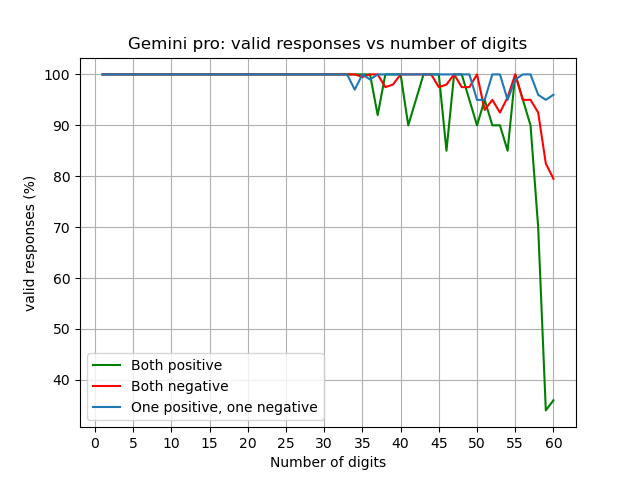 Gemini pro: valid responses vs number of digits
valid responses (%)
100
90
80
70
60
50
40
Both positive
Both negative
One positive, one negative
0 5 10 15 20 25 30 35 40 45 50 55 60
Number of digits